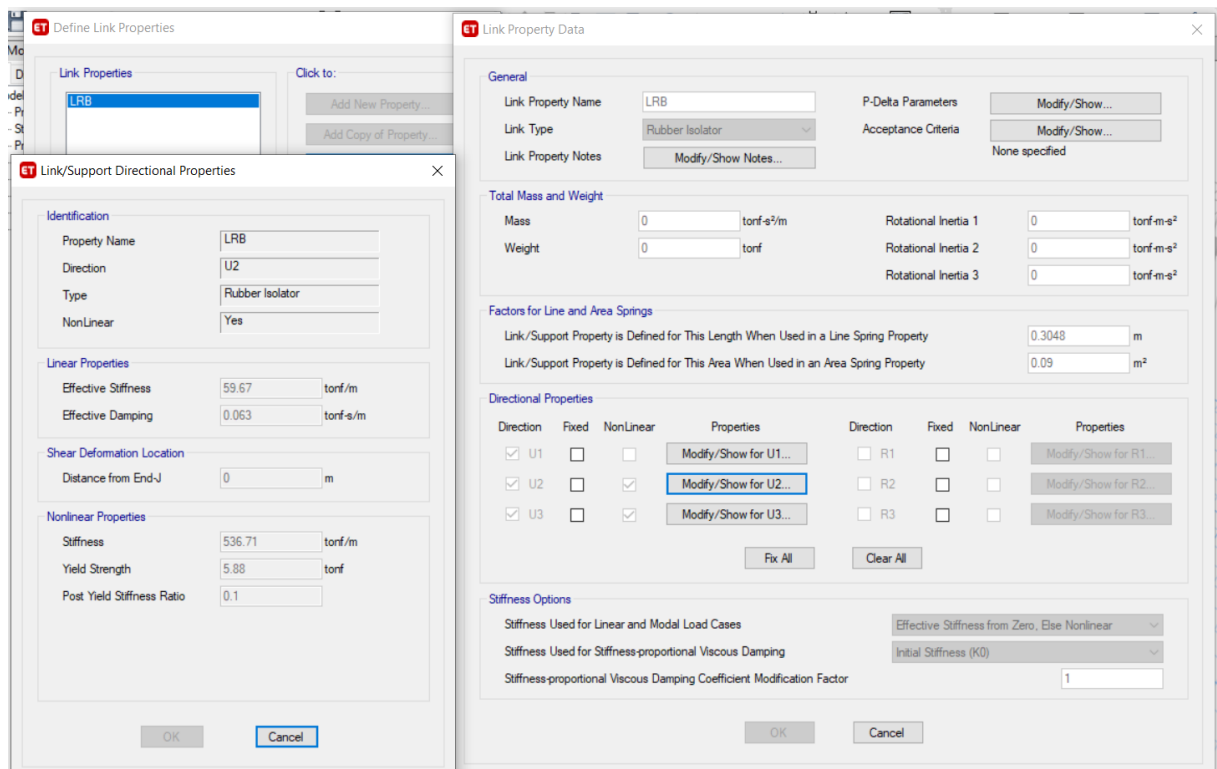 ET Define Link Properties
Link Properties
Click to:
LRB
Add New Property...
Add Copy of Property...
ET Link/Support Directional Properties
Identification
Property Name LRB
Direction U2
Type Rubber Isolator
NonLinear Yes
Linear Properties
Effective Stiffness 59.67 tonf/m
Effective Damping 0.063 tonf-s/m
Shear Deformation Location
Distance from End-J 0 m
Nonlinear Properties
Stiffness 536.71 tonf/m
Yield Strength 5.88 tonf
Post Yield Stiffness Ratio 0.1
OK Cancel
ET Link Property Data
General
Link Property Name LRB P-Delta Parameters Modify/Show...
Link Type Rubber Isolator Acceptance Criteria Modify/Show...
Link Property Notes Modify/Show Notes... None specified
Total Mass and Weight
Mass 0 tonf-s²/m Rotational Inertia 1 0 tonf-m-s²
Weight 0 tonf Rotational Inertia 2 0 tonf-m-s²
Rotational Inertia 3 0 tonf-m-s²
Factors for Line and Area Springs
Link/Support Property is Defined for This Length When Used in a Line Spring Property 0.3048 m
Link/Support Property is Defined for This Area When Used in an Area Spring Property 0.09 m²
Directional Properties
Direction Fixed NonLinear Properties Direction Fixed NonLinear Properties
U1 Modify/Show for U1... R1 Modify/Show for R1...
U2 Modify/Show for U2... R2 Modify/Show for R2...
U3 Modify/Show for U3... R3 Modify/Show for R3...
Fix All Clear All
Stiffness Options
Stiffness Used for Linear and Modal Load Cases Effective Stiffness from Zero, Else Nonlinear
Stiffness Used for Stiffness-proportional Viscous Damping Initial Stiffness (K0)
Stiffness-proportional Viscous Damping Coefficient Modification Factor 1
OK Cancel